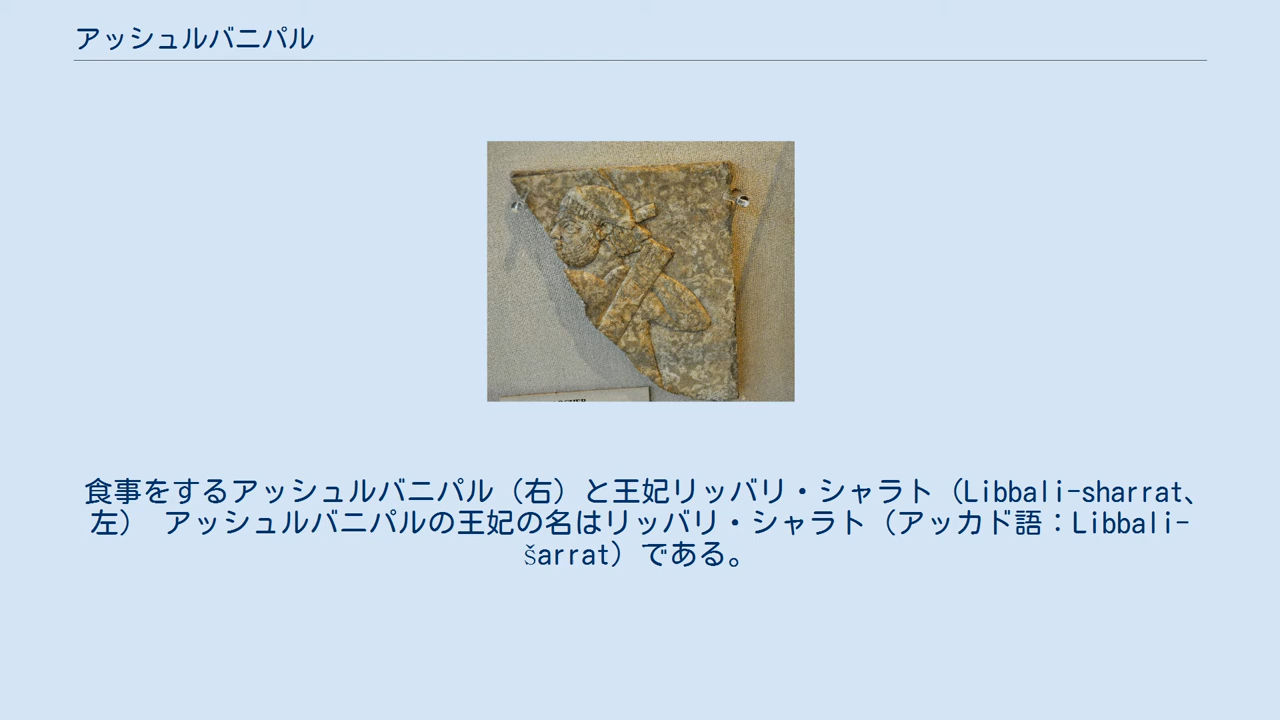 アッシュルバニパル
食事をするアッシュルバニパル（右）と王妃リッバリ・シャラト（Libbali-sharrat、
左）　アッシュルバニパルの王妃の名はリッバリ・シャラト（アッカド語：Libbali-
šarrat）である。